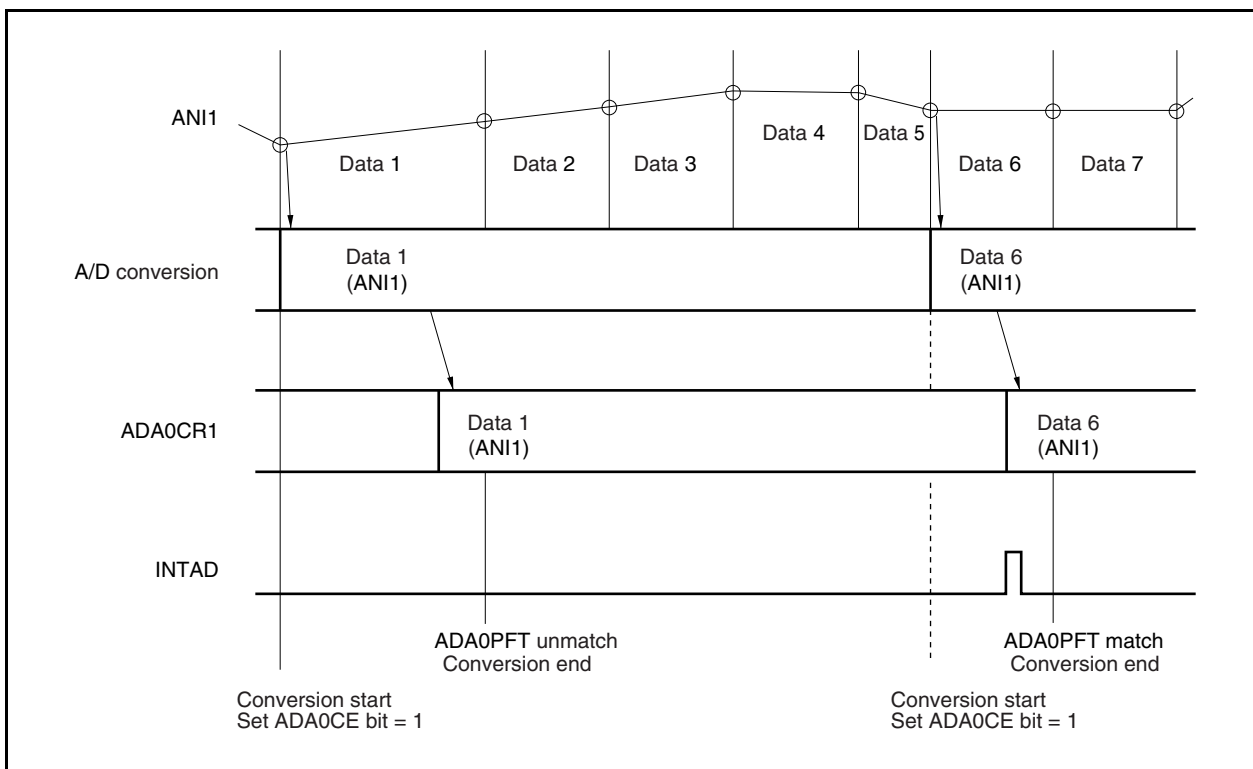 ANI1
Data 1
Data 2
Data 3
Data 4
Data 5
Data 6
Data 7
A/D conversion
Data 1
(ANI1)
Data 6
(ANI1)
ADA0CR1
Data 1
(ANI1)
Data 6
(ANI1)
INTAD
ADA0PFT unmatch
Conversion end
ADA0PFT match
Conversion end
Conversion start
Set ADA0CE bit = 1
Conversion start
Set ADA0CE bit = 1